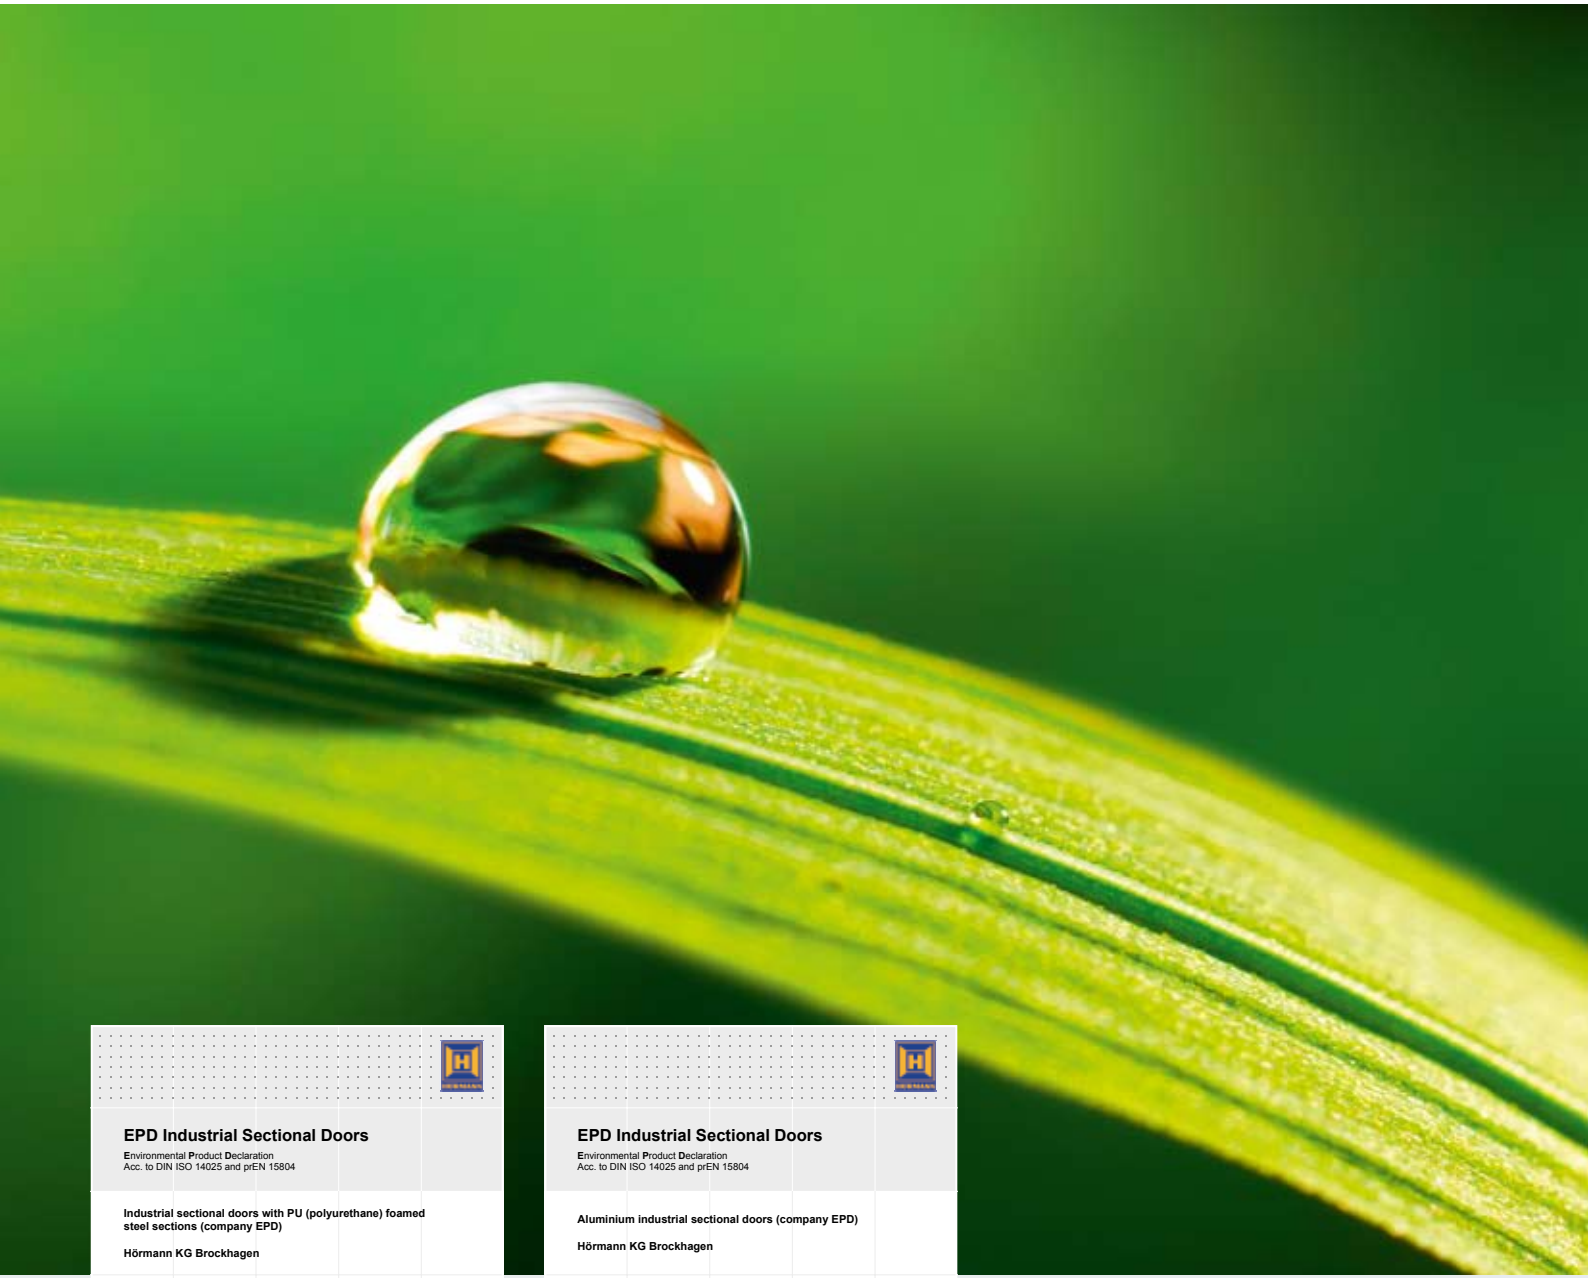 HÖRMANN
EPD Industrial Sectional Doors
Environmental Product Declaration
Acc. to DIN ISO 14025 and prEN 15804
Industrial sectional doors with PU (polyurethane) foamed
steel sections (company EPD)
Hörmann KG Brockhagen
HÖRMANN
EPD Industrial Sectional Doors
Environmental Product Declaration
Acc. to DIN ISO 14025 and prEN 15804
Aluminium industrial sectional doors (company EPD)
Hörmann KG Brockhagen